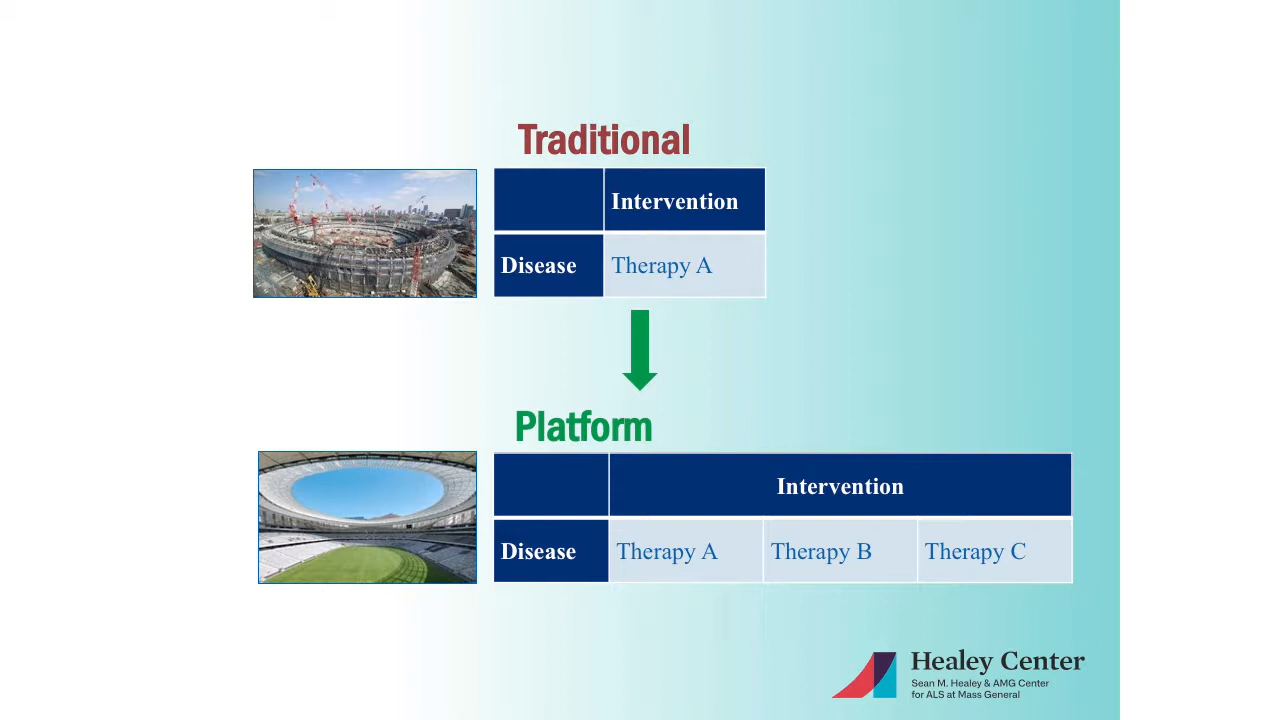 Traditional
Intervention
Disease Therapy A
Platform
Intervention
Disease Therapy A Therapy B Therapy C
Healey Center
Sean M. Healey & AMG Center
for ALS at Mass General